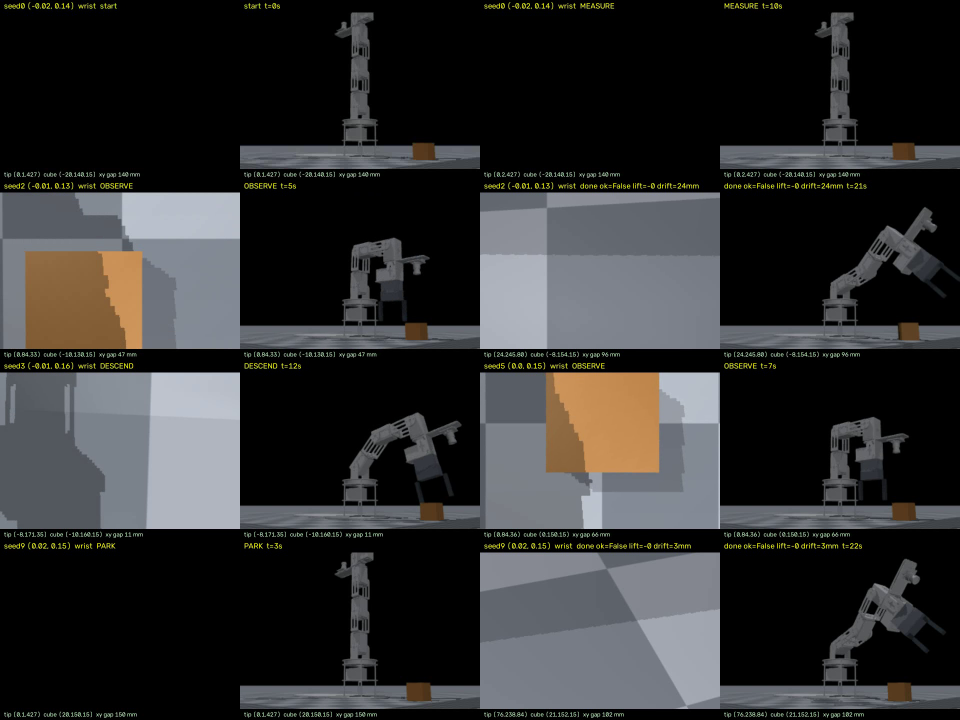 seed0 (-0.02, 0.14) wrist start
start t=0s
seed0 (-0.02, 0.14) wrist MEASURE
MEASURE t=10s
tip (0,1,427) cube (-20,140,15) xy gap 140 mm
tip (0,1,427) cube (-20,140,15) xy gap 140 mm
tip (0,2,427) cube (-20,140,15) xy gap 140 mm
tip (0,2,427) cube (-20,140,15) xy gap 140 mm
seed2 (-0.01, 0.13) wrist OBSERVE
OBSERVE t=5s
seed2 (-0.01, 0.13) wrist done ok=False lift=-0 drift=24mm
done ok=False lift=-0 drift=24mm t=21s
tip (0,84,33) cube (-10,130,15) xy gap 47 mm
tip (0,84,33) cube (-10,130,15) xy gap 47 mm
tip (24,245,80) cube (-8,154,15) xy gap 96 mm
tip (24,245,80) cube (-8,154,15) xy gap 96 mm
seed3 (-0.01, 0.16) wrist DESCEND
DESCEND t=12s
seed5 (0.0, 0.15) wrist OBSERVE
OBSERVE t=7s
tip (-8,171,35) cube (-10,160,15) xy gap 11 mm
tip (-8,171,35) cube (-10,160,15) xy gap 11 mm
tip (0,84,36) cube (0,150,15) xy gap 66 mm
tip (0,84,36) cube (0,150,15) xy gap 66 mm
seed9 (0.02, 0.15) wrist PARK
PARK t=3s
seed9 (0.02, 0.15) wrist done ok=False lift=-0 drift=3mm
done ok=False lift=-0 drift=3mm t=22s
tip (0,1,427) cube (20,150,15) xy gap 150 mm
tip (0,1,427) cube (20,150,15) xy gap 150 mm
tip (76,238,84) cube (21,152,15) xy gap 102 mm
tip (76,238,84) cube (21,152,15) xy gap 102 mm